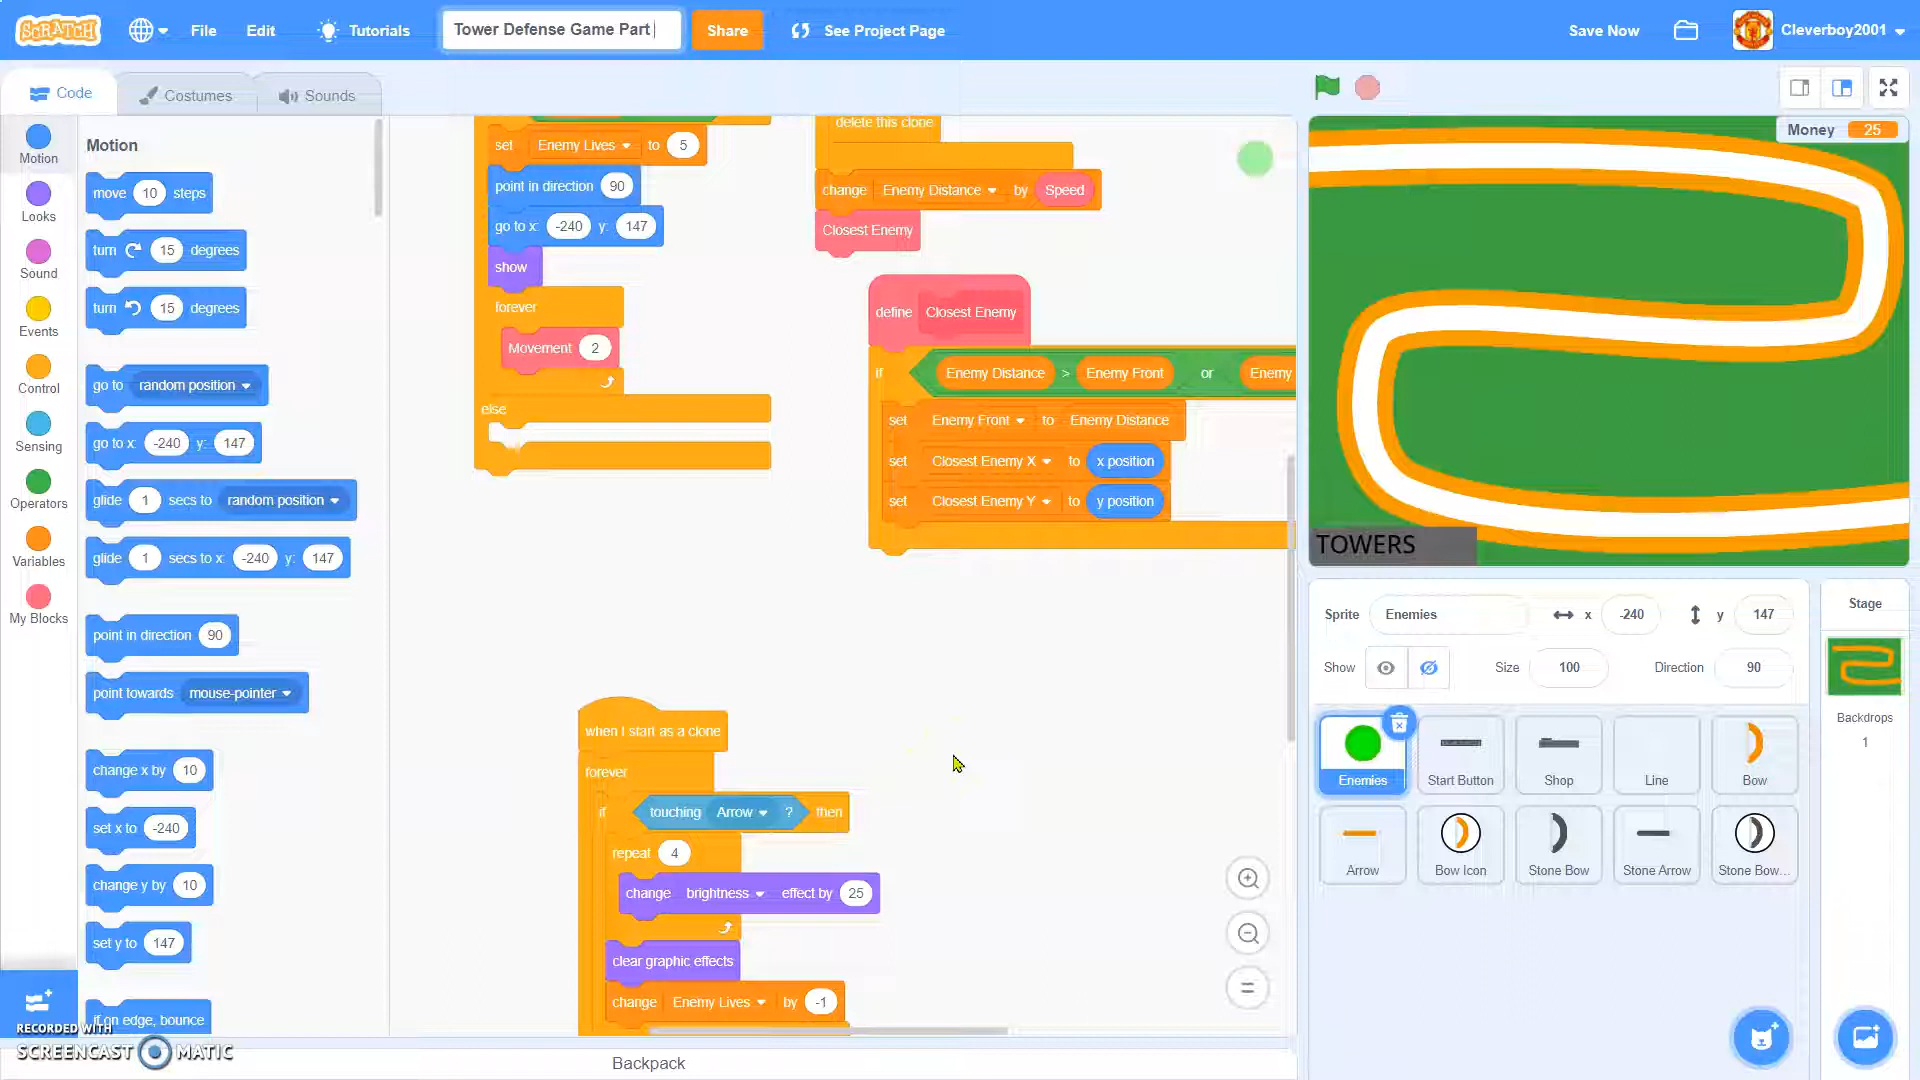 SCRATCH
File
Edit
Tutorials
Tower Defense Game Part
Share
See Project Page
Save Now
Cleverboy2001
Code
Costumes
Sounds
Motion
Looks
Sound
Events
Control
Sensing
Operators
Variables
My Blocks
Motion
move 10 steps
turn 15 degrees
turn 15 degrees
go to random position
go to x: -240 y: 147
glide 1 secs to random position
glide 1 secs to x: -240 y: 147
point in direction 90
point towards mouse-pointer
change x by 10
set x to -240
change y by 10
set y to 147
if on edge, bounce
set Enemy Lives to 5
point in direction 90
go to x: -240 y: 147
show
forever
Movement 2
else
delete this clone
change Enemy Distance by Speed
Closest Enemy
define Closest Enemy
if Enemy Distance > Enemy Front or Enemy
set Enemy Front to Enemy Distance
set Closest Enemy X to x position
set Closest Enemy Y to y position
when I start as a clone
forever
if touching Arrow ? then
repeat 4
change brightness effect by 25
clear graphic effects
change Enemy Lives by -1
Money 25
TOWERS
Sprite Enemies x -240 y 147
Show Size 100 Direction 90
Enemies
Start Button
Shop
Line
Bow
Arrow
Bow Icon
Stone Bow
Stone Arrow
Stone Bow...
Stage
Backdrops
1
Backpack
RECORDED WITH
SCREENCAST MATIC